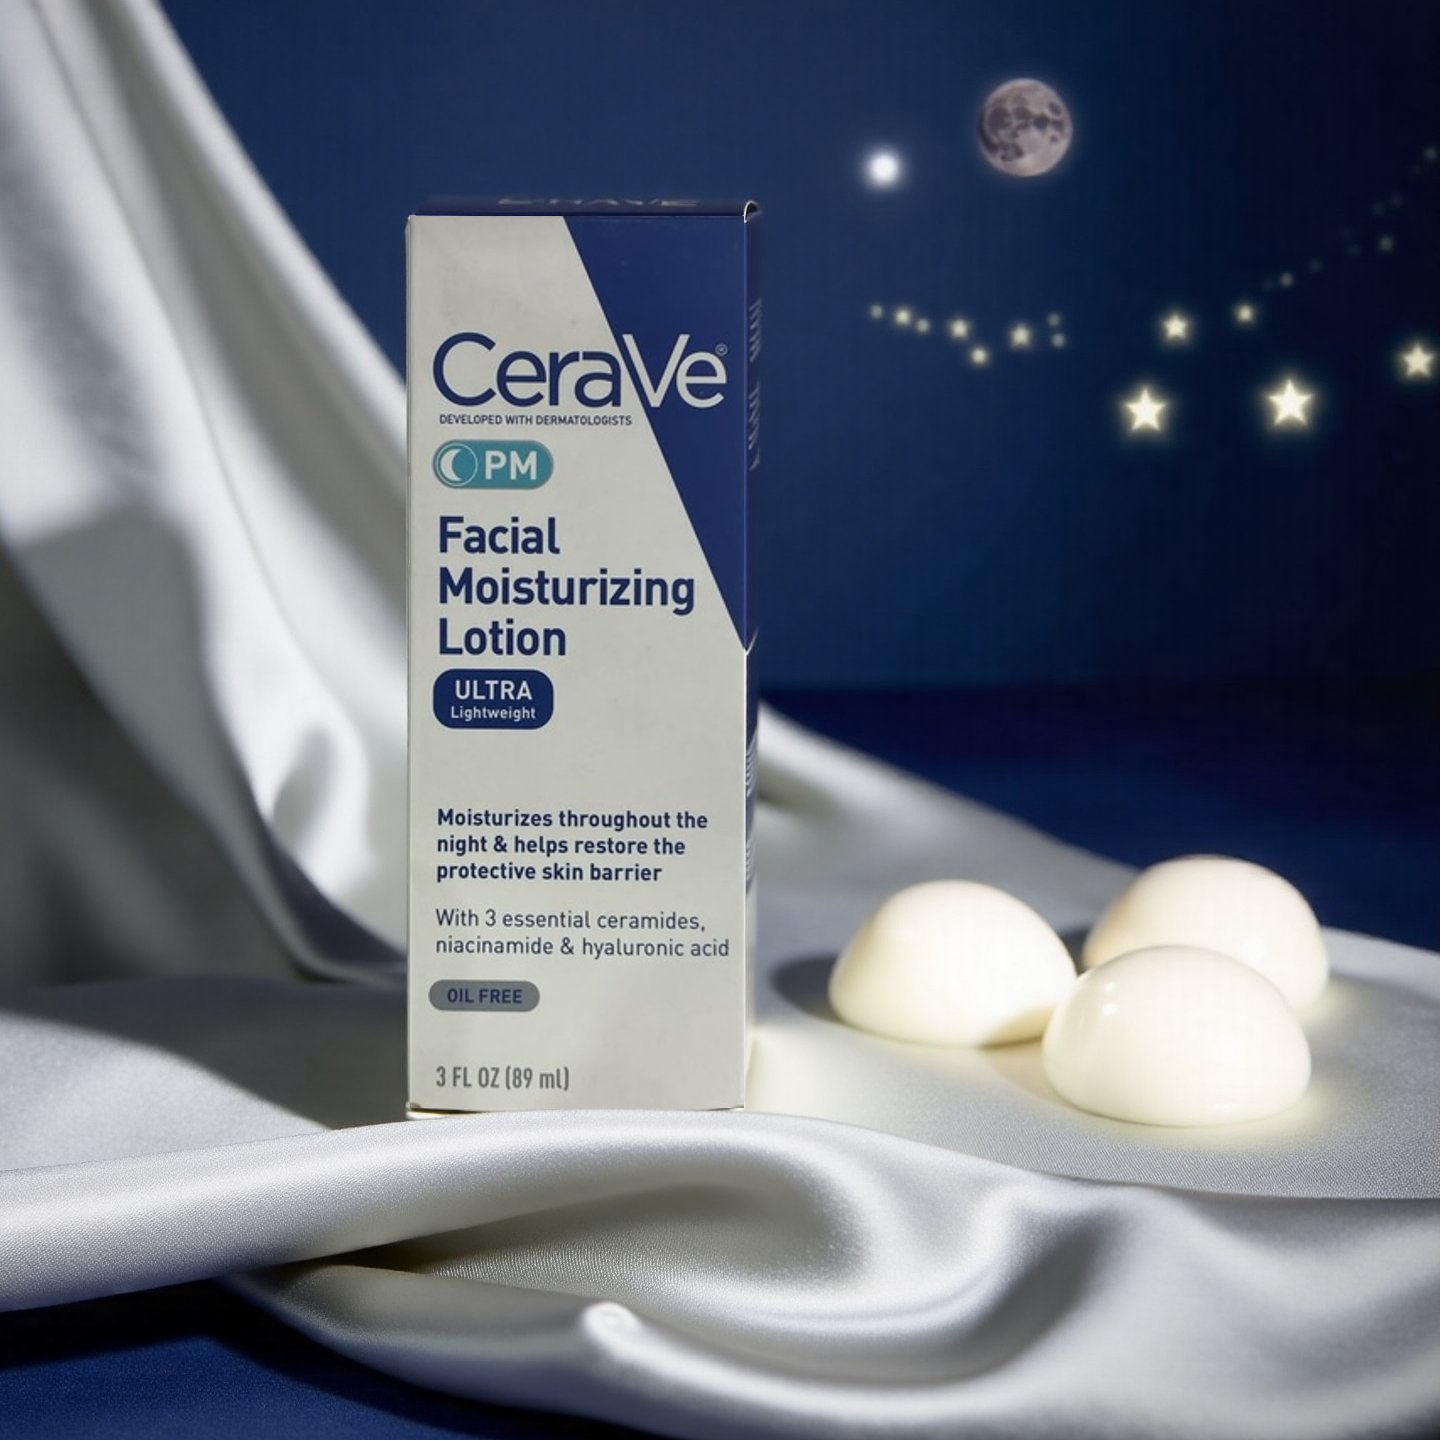 CeraVe®
DEVELOPED WITH DERMATOLOGISTS
PM
Facial
Moisturizing
Lotion
ULTRA
Lightweight
Moisturizes throughout the
night & helps restore the
protective skin barrier
With 3 essential ceramides,
niacinamide & hyaluronic acid
OIL FREE
3 FL OZ (89 ml)